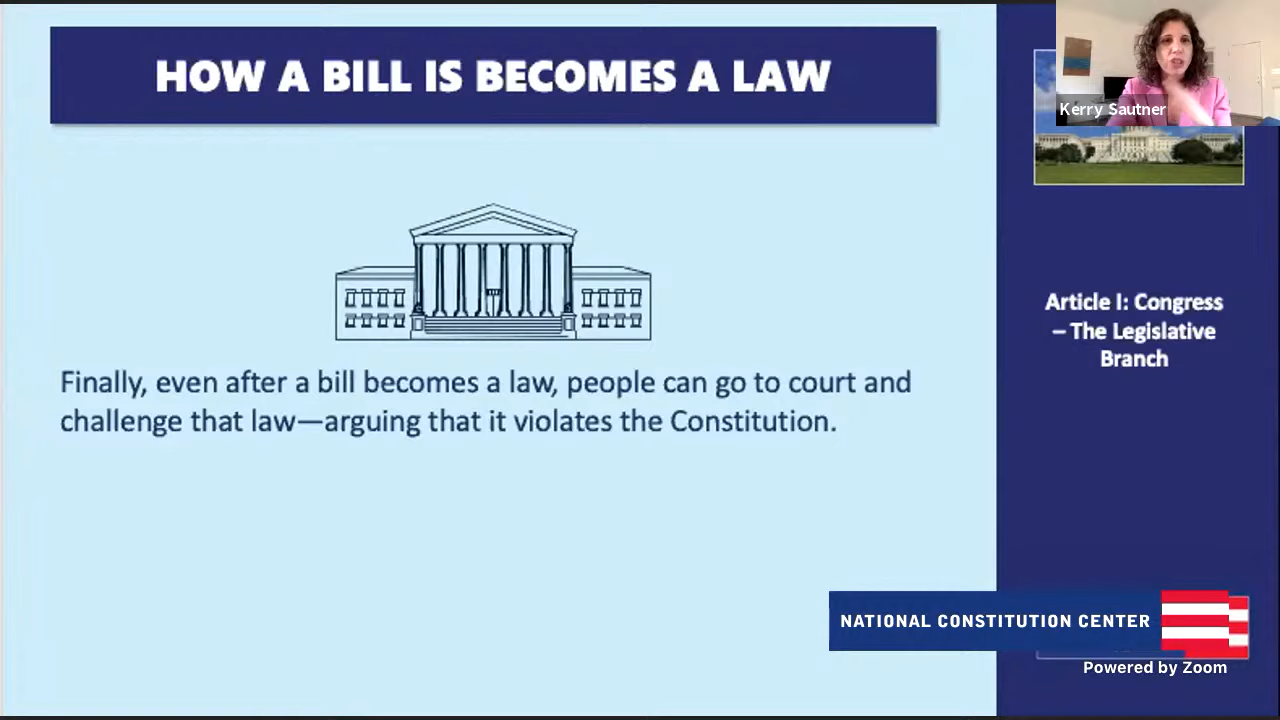 HOW A BILL IS BECOMES A LAW
Kerry Sautner
Finally, even after a bill becomes a law, people can go to court and
challenge that law—arguing that it violates the Constitution.
Article I: Congress
– The Legislative
Branch
NATIONAL CONSTITUTION CENTER
Powered by Zoom